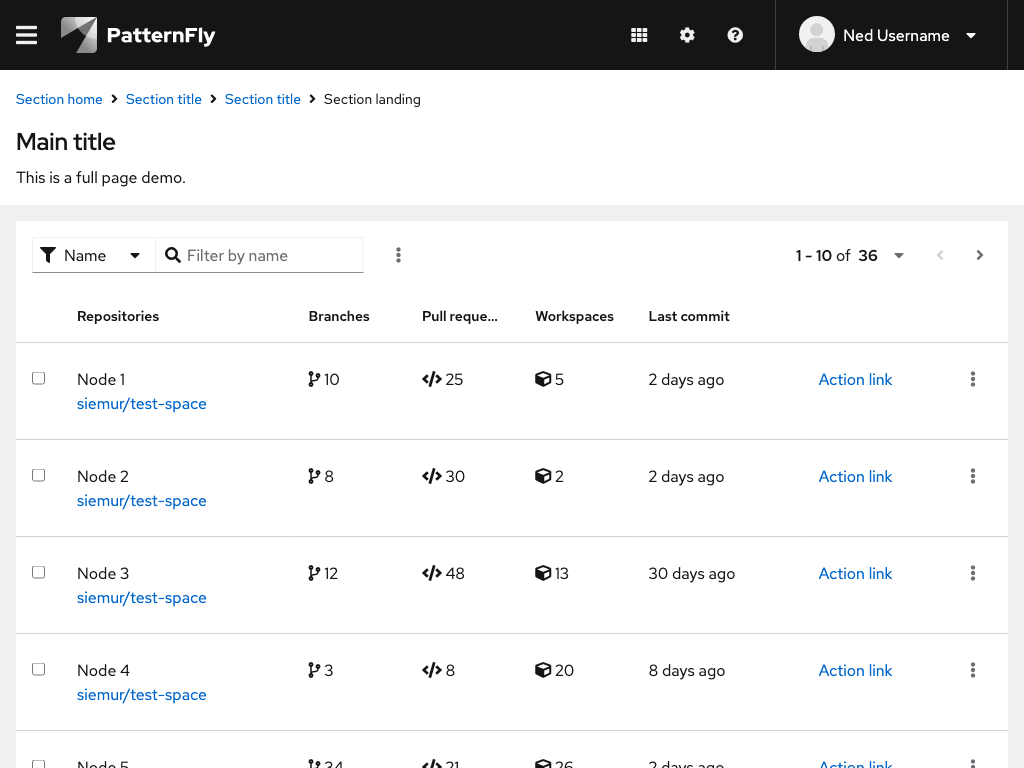 PatternFly
Ned Username
Section home Section title Section title Section landing
Main title
This is a full page demo.
Name Filter by name 1 - 10 of 36
Repositories Branches Pull reque... Workspaces Last commit
Node 1 10 25 5 2 days ago Action link
siemur/test-space
Node 2 8 30 2 2 days ago Action link
siemur/test-space
Node 3 12 48 13 30 days ago Action link
siemur/test-space
Node 4 3 8 20 8 days ago Action link
siemur/test-space
Node 5 34 21 26 2 days ago Action link